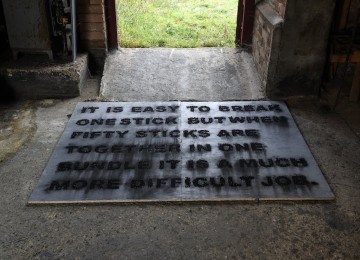 IT IS EASY TO BREAK
ONE STICK BUT WHEN
FIFTY STICKS ARE
TOGETHER IN ONE
BUNDLE IT IS A MUCH
MORE DIFFICULT JOB.